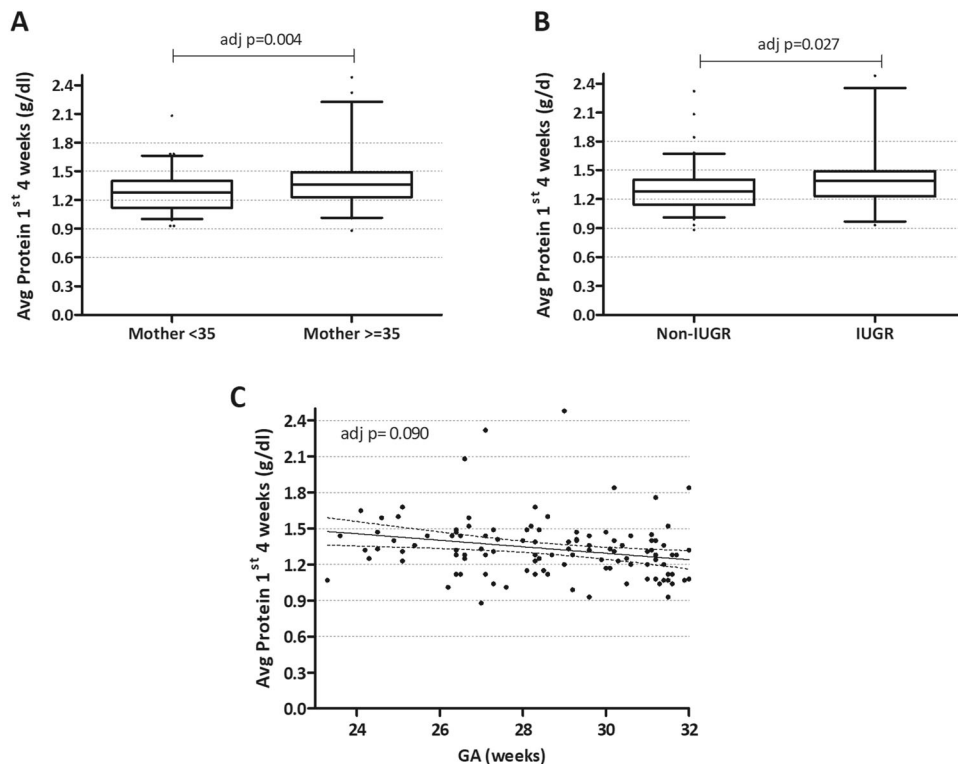 A
adj p=0.004
Avg Protein 1st 4 weeks (g/dl)
2.4
2.1
1.8
1.5
1.2
0.9
0.6
0.3
0.0
Mother <35
Mother >=35
B
adj p=0.027
Avg Protein 1st 4 weeks (g/d)
2.4
2.1
1.8
1.5
1.2
0.9
0.6
0.3
0.0
Non-IUGR
IUGR
C
adj p= 0.090
Avg Protein 1st 4 weeks (g/dl)
2.4
2.1
1.8
1.5
1.2
0.9
0.6
0.3
0.0
24
26
28
30
32
GA (weeks)